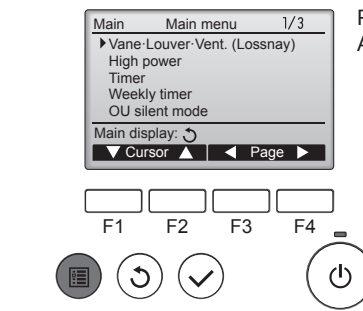 Main Main menu 1/3
Vane·Louver·Vent. (Lossnay)
High power
Timer
Weekly timer
OU silent mode
Main display:
Cursor Page
F1 F2 F3 F4